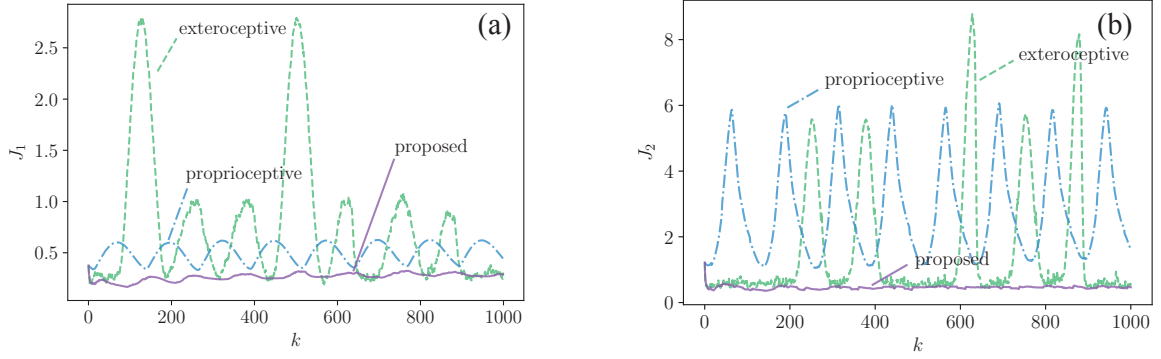 (a)
exteroceptive
proprioceptive
proposed
J1
2.5
2.0
1.5
1.0
0.5
0
200
400
600
800
1000
k
(b)
exteroceptive
proprioceptive
proposed
J2
8
6
4
2
0
0
200
400
600
800
1000
k